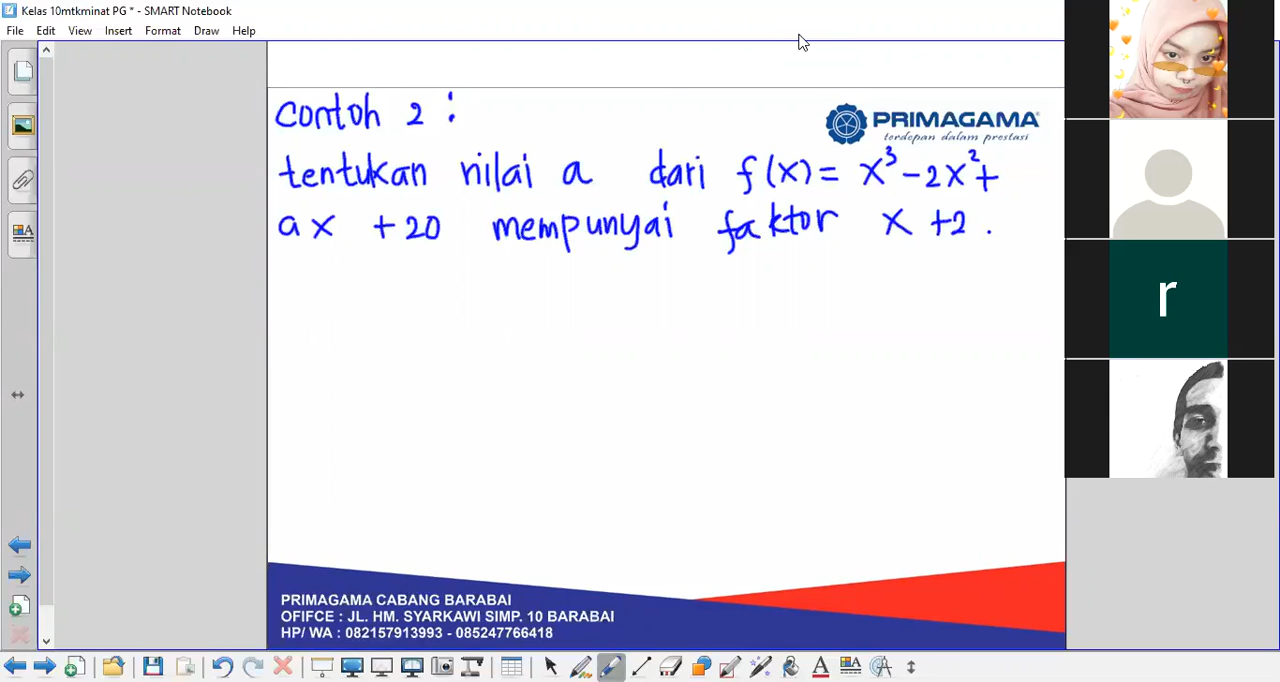 Kelas 10mtkminat PG * - SMART Notebook
File Edit View Insert Format Draw Help
Contoh 2 :
PRIMAGAMA
terdepan dalam prestasi
tentukan nilai a dari f(x) = x³ - 2x² +
ax + 20 mempunyai faktor x + 2 .
r
PRIMAGAMA CABANG BARABAI
OFIFCE : JL. HM. SYARKAWI SIMP. 10 BARABAI
HP/ WA : 082157913993 - 085247766418